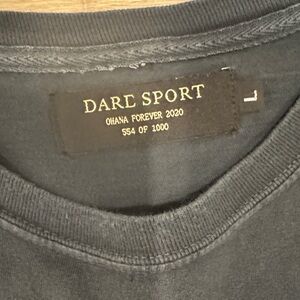 DARE SPORT
OHANA FOREVER 2020
554 OF 1000
L